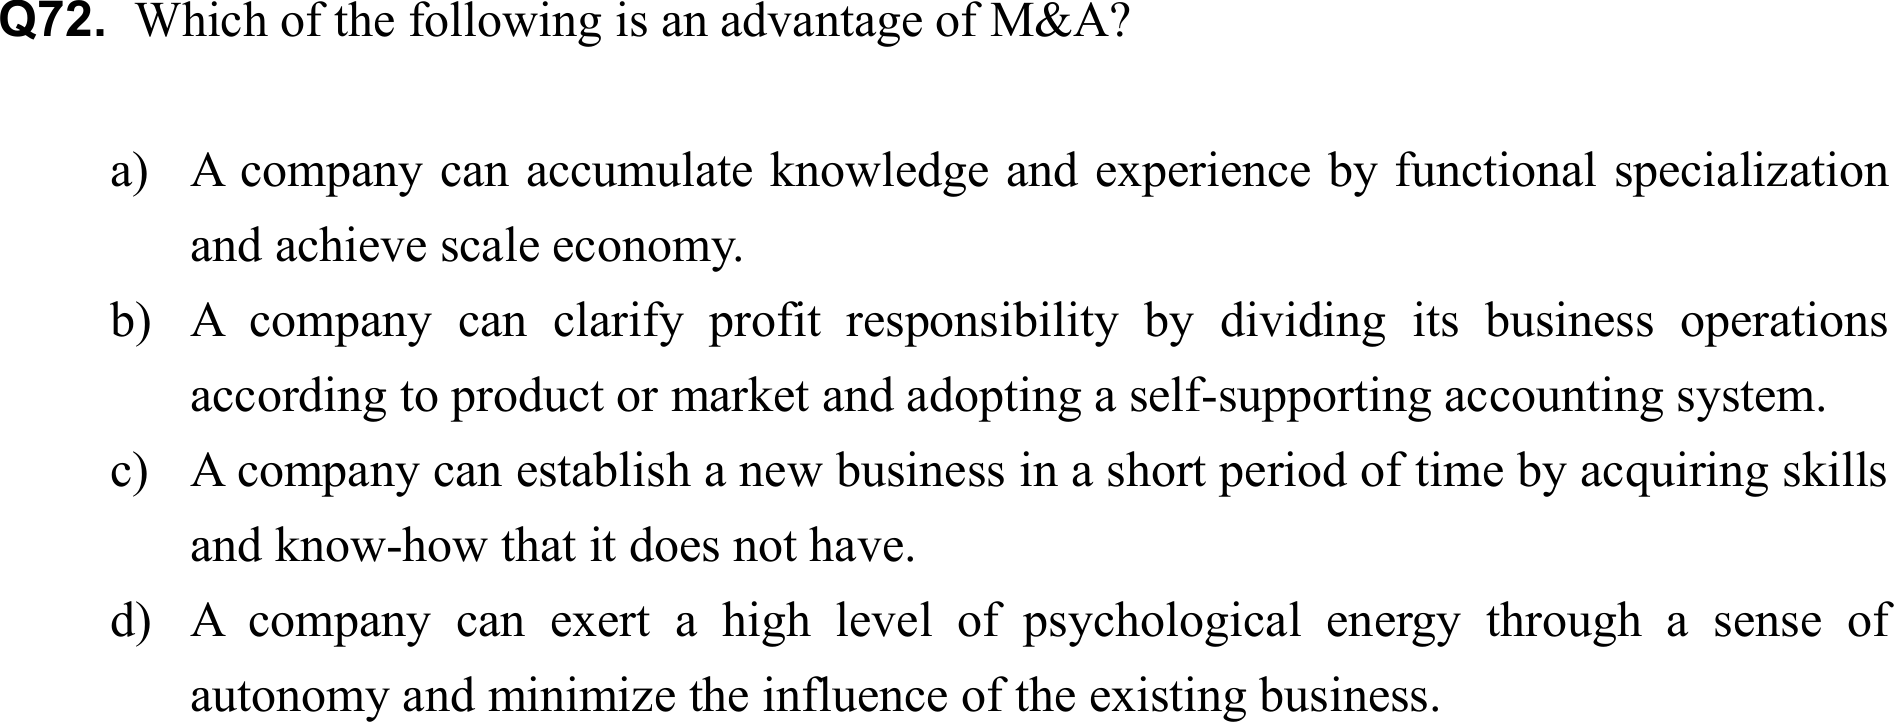 Q72. Which of the following is an advantage of M&A?
a) A company can accumulate knowledge and experience by functional specialization
and achieve scale economy.
b) A company can clarify profit responsibility by dividing its business operations
according to product or market and adopting a self-supporting accounting system.
c) A company can establish a new business in a short period of time by acquiring skills
and know-how that it does not have.
d) A company can exert a high level of psychological energy through a sense of
autonomy and minimize the influence of the existing business.